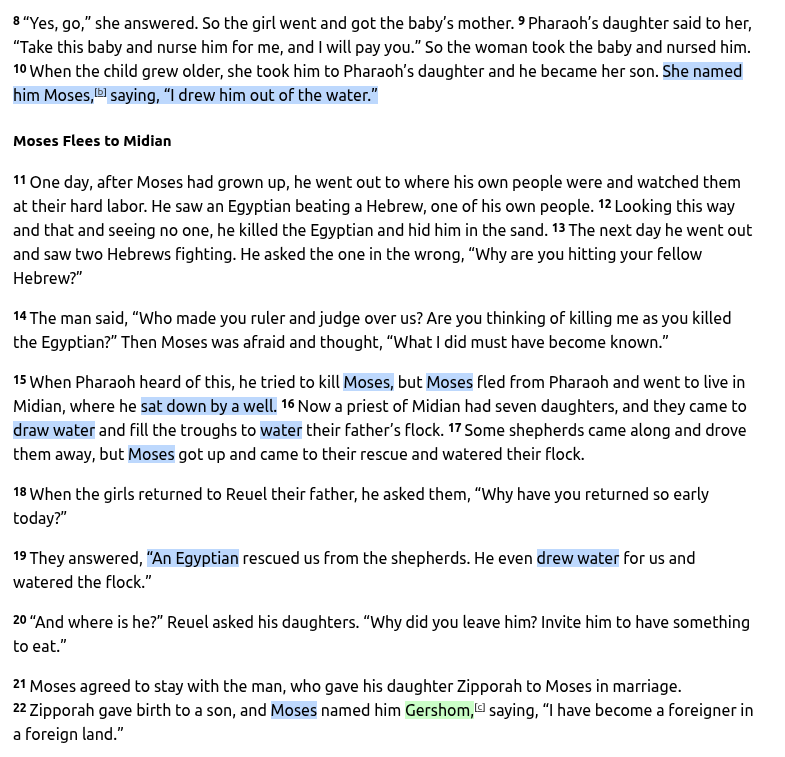 8 “Yes, go,” she answered. So the girl went and got the baby’s mother. 9 Pharaoh’s daughter said to her,
“Take this baby and nurse him for me, and I will pay you.” So the woman took the baby and nursed him.
10 When the child grew older, she took him to Pharaoh’s daughter and he became her son. She named
him Moses,[b] saying, “I drew him out of the water.”
Moses Flees to Midian
11 One day, after Moses had grown up, he went out to where his own people were and watched them
at their hard labor. He saw an Egyptian beating a Hebrew, one of his own people. 12 Looking this way
and that and seeing no one, he killed the Egyptian and hid him in the sand. 13 The next day he went out
and saw two Hebrews fighting. He asked the one in the wrong, “Why are you hitting your fellow
Hebrew?”
14 The man said, “Who made you ruler and judge over us? Are you thinking of killing me as you killed
the Egyptian?” Then Moses was afraid and thought, “What I did must have become known.”
15 When Pharaoh heard of this, he tried to kill Moses, but Moses fled from Pharaoh and went to live in
Midian, where he sat down by a well. 16 Now a priest of Midian had seven daughters, and they came to
draw water and fill the troughs to water their father’s flock. 17 Some shepherds came along and drove
them away, but Moses got up and came to their rescue and watered their flock.
18 When the girls returned to Reuel their father, he asked them, “Why have you returned so early
today?”
19 They answered, “An Egyptian rescued us from the shepherds. He even drew water for us and
watered the flock.”
20 “And where is he?” Reuel asked his daughters. “Why did you leave him? Invite him to have something
to eat.”
21 Moses agreed to stay with the man, who gave his daughter Zipporah to Moses in marriage.
22 Zipporah gave birth to a son, and Moses named him Gershom,[c] saying, “I have become a foreigner in
a foreign land.”